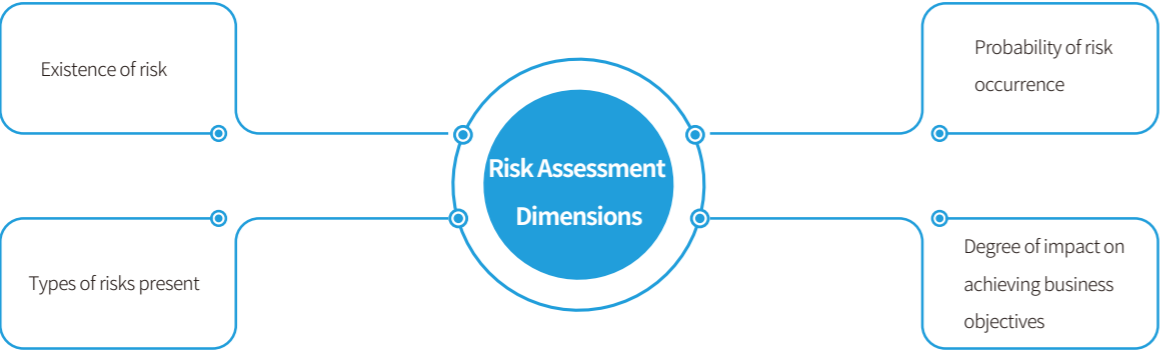 Existence of risk
Probability of risk
occurrence
Risk Assessment
Dimensions
Types of risks present
Degree of impact on
achieving business
objectives